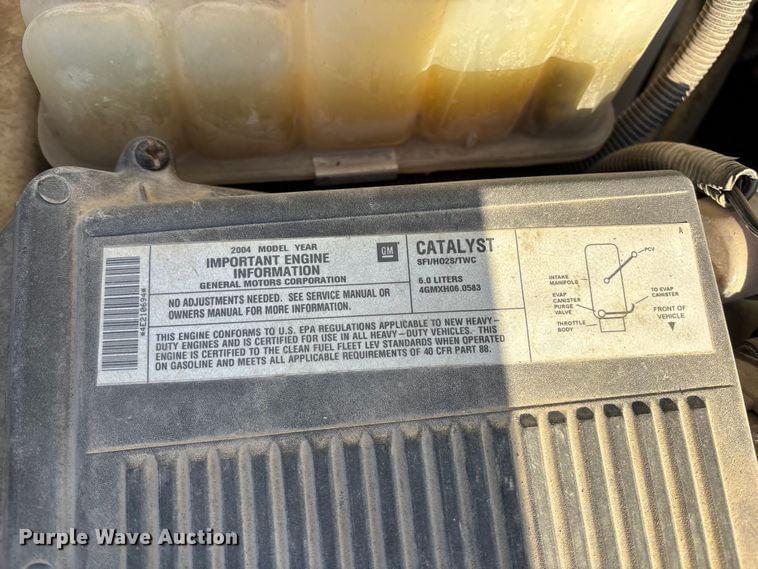 2004 MODEL YEAR
IMPORTANT ENGINE
INFORMATION
GENERAL MOTORS CORPORATION
GM
NO ADJUSTMENTS NEEDED. SEE SERVICE MANUAL OR
OWNERS MANUAL FOR MORE INFORMATION.
THIS ENGINE CONFORMS TO U.S. EPA REGULATIONS APPLICABLE TO NEW HEAVY-
DUTY ENGINES AND IS CERTIFIED FOR USE IN ALL HEAVY-DUTY VEHICLES. THIS
ENGINE IS CERTIFIED TO THE CLEAN FUEL FLEET LEV STANDARDS WHEN OPERATED
ON GASOLINE AND MEETS ALL APPLICABLE REQUIREMENTS OF 40 CFR PART 88.
CATALYST
SFI/HO2S/TWC
6.0 LITERS
4GMXH06.0583
A
PCV
INTAKE
MANIFOLD
EVAP
CANISTER
PURGE
VALVE
THROTTLE
BODY
TO EVAP
CANISTER
FRONT OF
VEHICLE
Purple Wave Auction